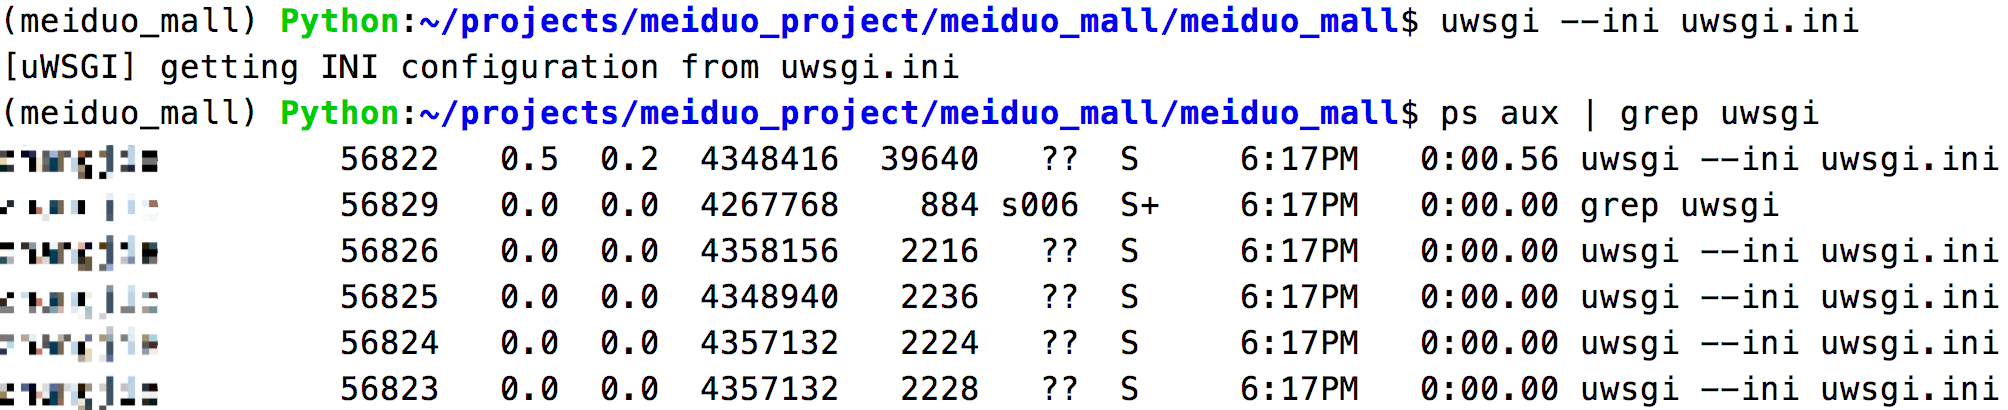 (meiduo_mall) Python:~/projects/meiduo_project/meiduo_mall/meiduo_mall$ uwsgi --ini uwsgi.ini
[uWSGI] getting INI configuration from uwsgi.ini
(meiduo_mall) Python:~/projects/meiduo_project/meiduo_mall/meiduo_mall$ ps aux | grep uwsgi
56822 0.5 0.2 4348416 39640 ?? S 6:17PM 0:00.56 uwsgi --ini uwsgi.ini
56829 0.0 0.0 4267768 884 s006 S+ 6:17PM 0:00.00 grep uwsgi
56826 0.0 0.0 4358156 2216 ?? S 6:17PM 0:00.00 uwsgi --ini uwsgi.ini
56825 0.0 0.0 4348940 2236 ?? S 6:17PM 0:00.00 uwsgi --ini uwsgi.ini
56824 0.0 0.0 4357132 2224 ?? S 6:17PM 0:00.00 uwsgi --ini uwsgi.ini
56823 0.0 0.0 4357132 2228 ?? S 6:17PM 0:00.00 uwsgi --ini uwsgi.ini